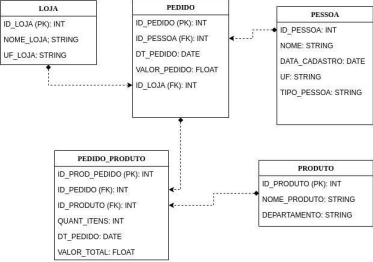 LOJA
ID_LOJA (PK): INT
NOME_LOJA; STRING
UF_LOJA: STRING
PEDIDO
ID_PEDIDO (PK): INT
ID_PESSOA (FK): INT
DT_PEDIDO: DATE
VALOR_PEDIDO: FLOAT
ID_LOJA (FK): INT
PESSOA
ID_PESSOA: INT
NOME: STRING
DATA_CADASTRO: DATE
UF: STRING
TIPO_PESSOA: STRING
PEDIDO_PRODUTO
ID_PROD_PEDIDO (PK): INT
ID_PEDIDO (FK): INT
ID_PRODUTO (FK): INT
QUANT_ITENS: INT
DT_PEDIDO: DATE
VALOR_TOTAL: FLOAT
PRODUTO
ID_PRODUTO (PK): INT
NOME_PRODUTO: STRING
DEPARTAMENTO: STRING